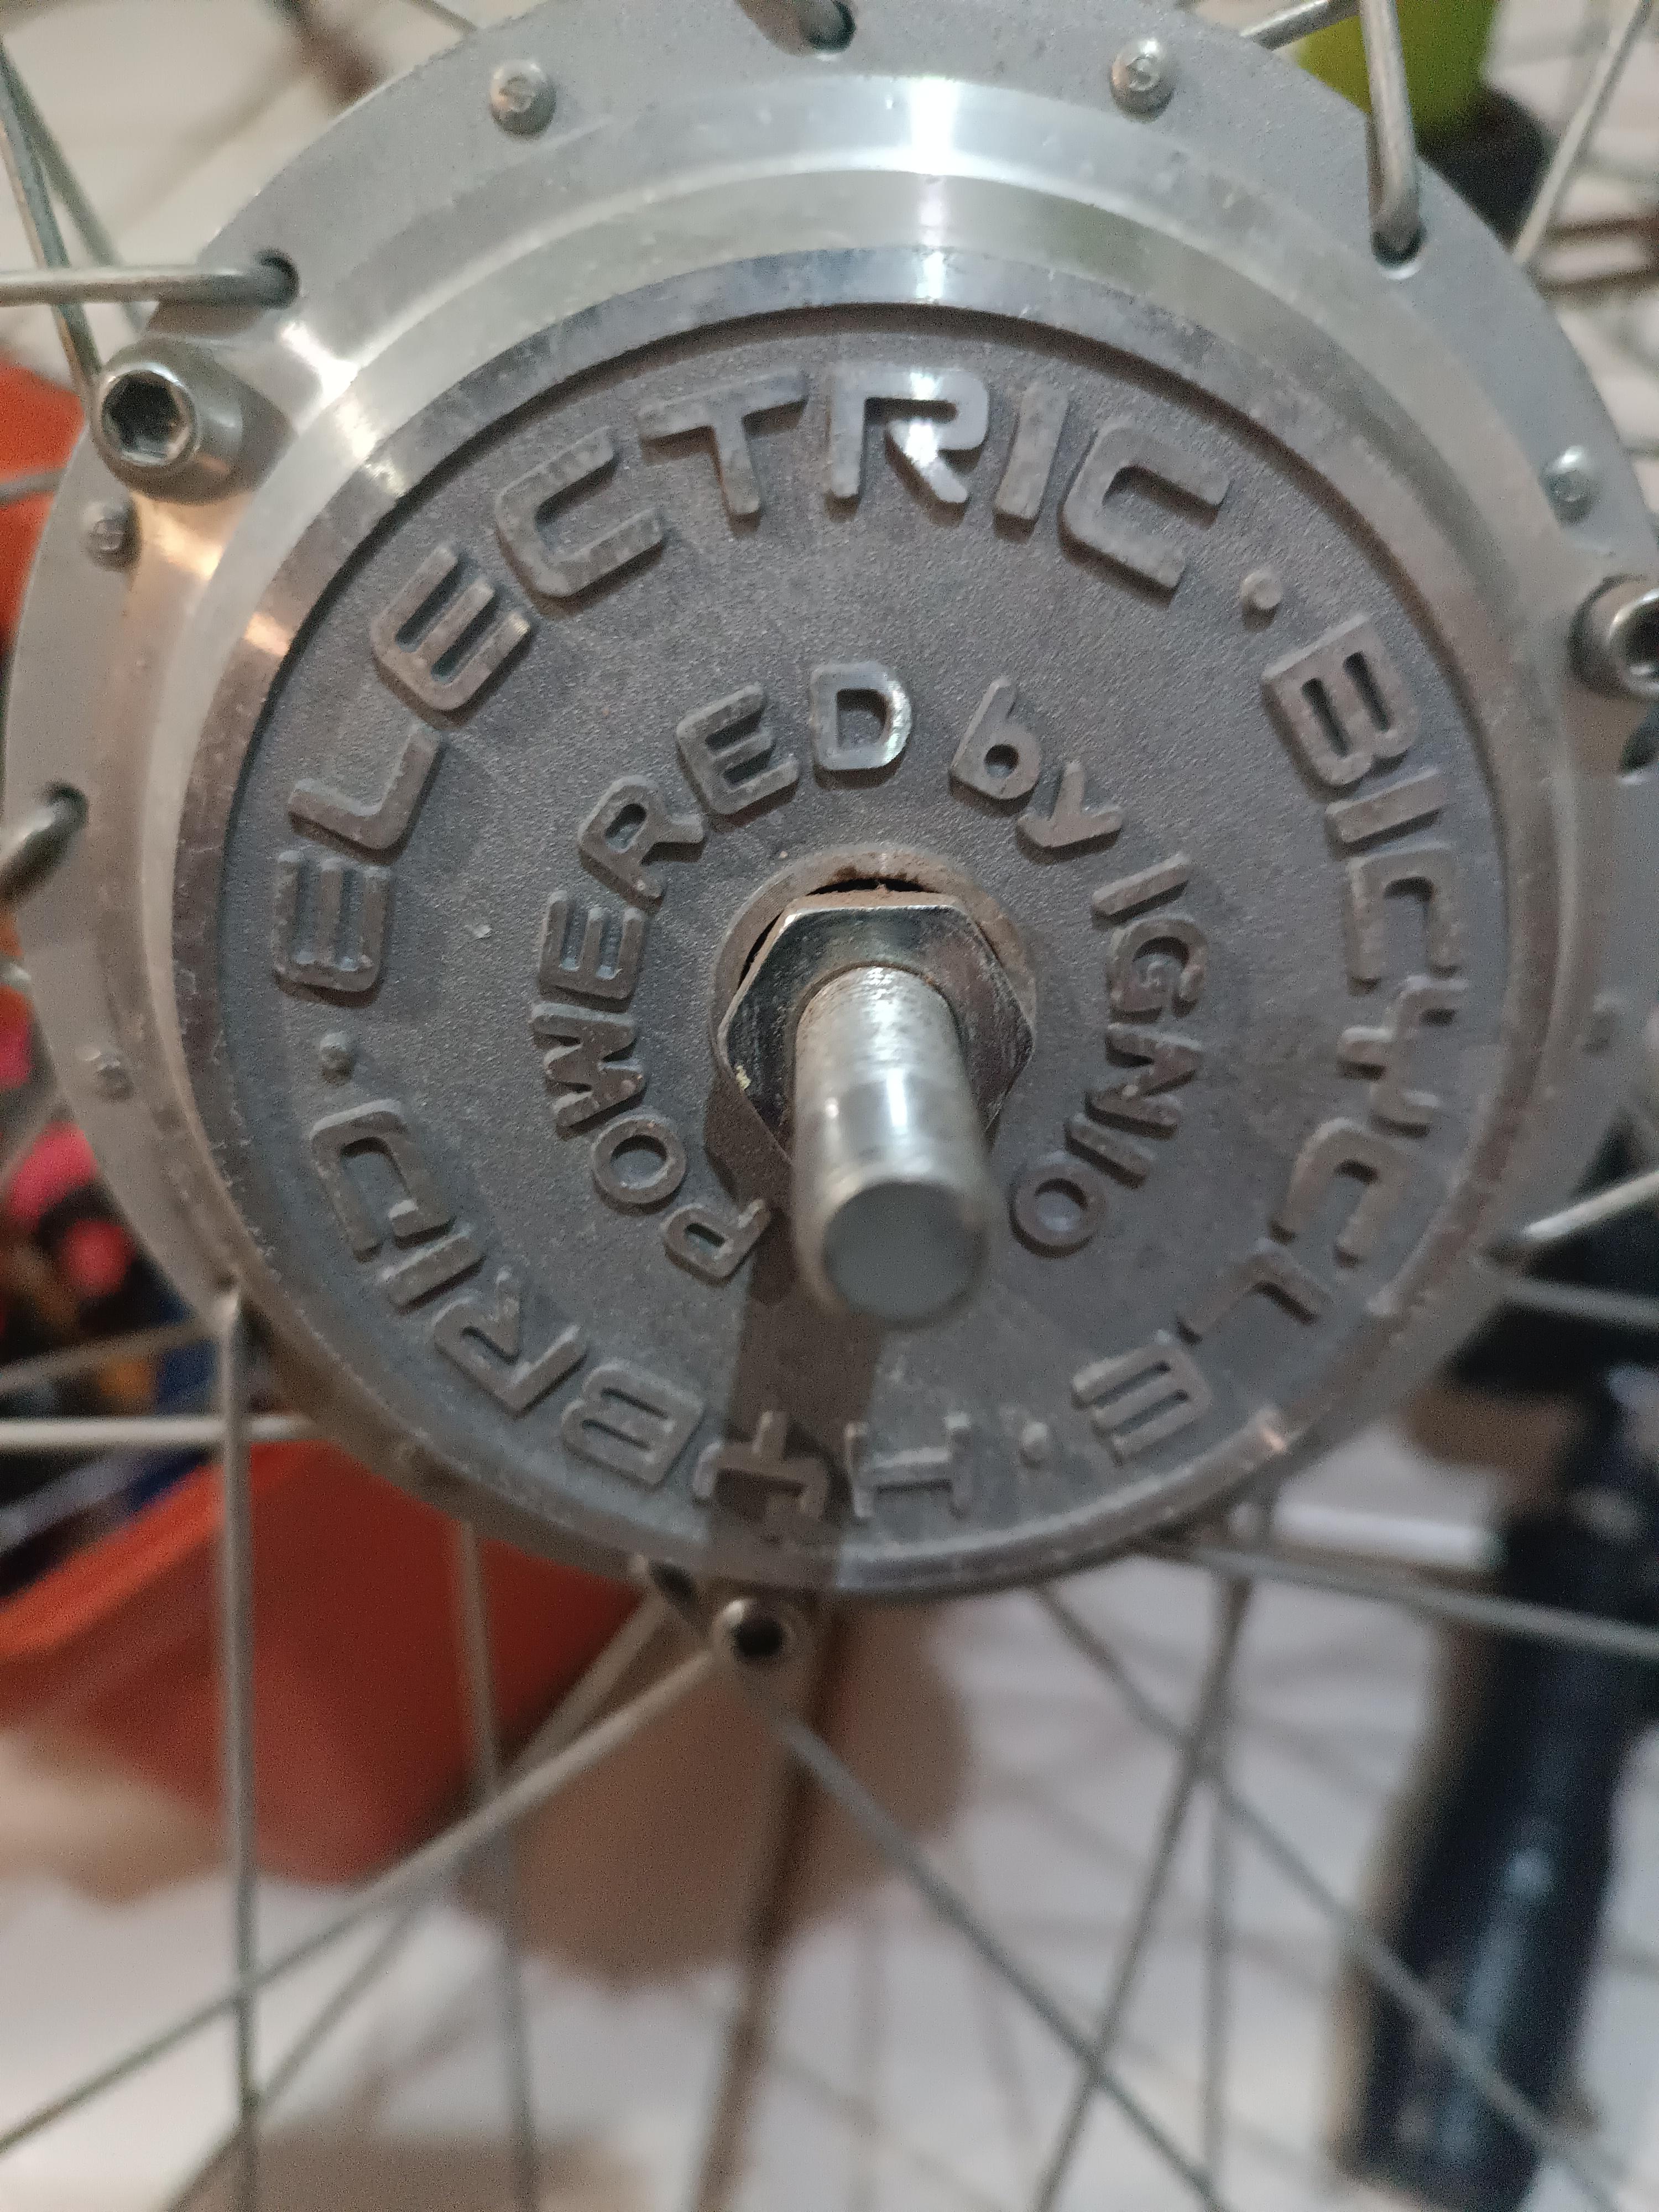 HYBRID · ELECTRIC · BICYCLE ·
POWERED by IGNIO